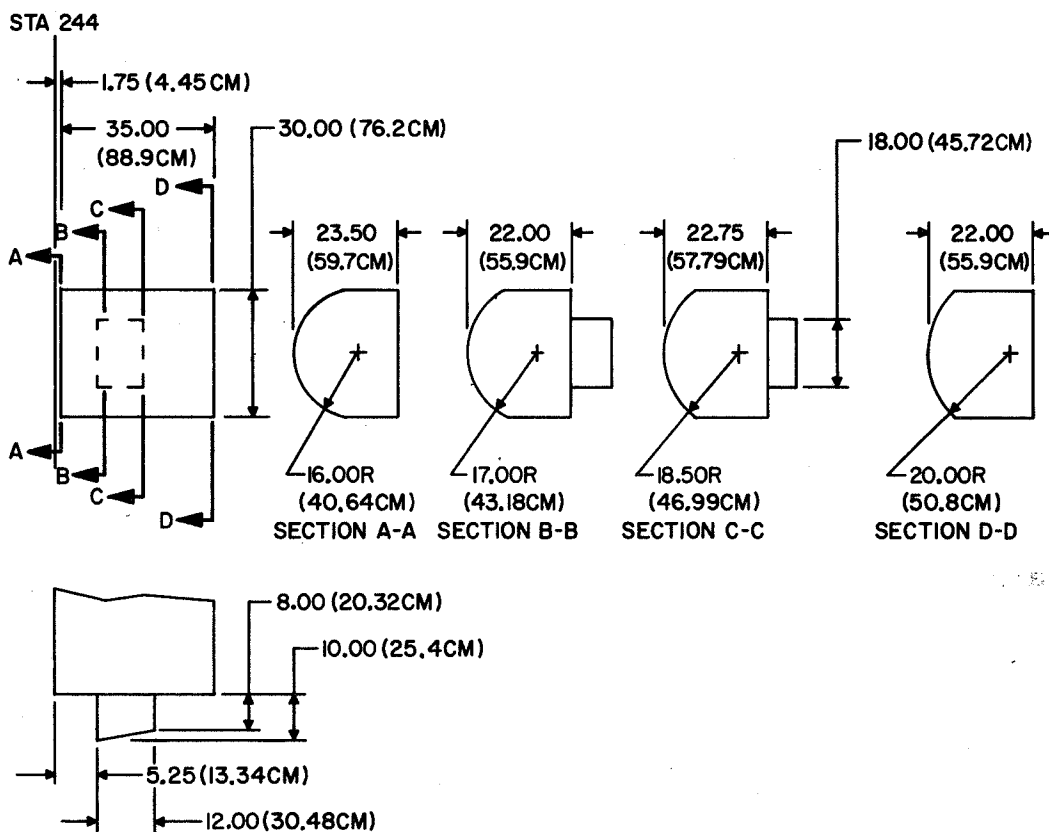 STA 244
1.75 (4.45CM)
35.00
(88.9CM)
30.00 (76.2CM)
18.00 (45.72CM)
D
C
B
A
23.50
(59.7CM)
22.00
(55.9CM)
22.75
(57.79CM)
22.00
(55.9CM)
A
B
C
D
16.00R
(40.64CM)
SECTION A-A
17.00R
(43.18CM)
SECTION B-B
18.50R
(46.99CM)
SECTION C-C
20.00R
(50.8CM)
SECTION D-D
8.00 (20.32CM)
10.00 (25.4CM)
5.25 (13.34CM)
12.00 (30.48CM)